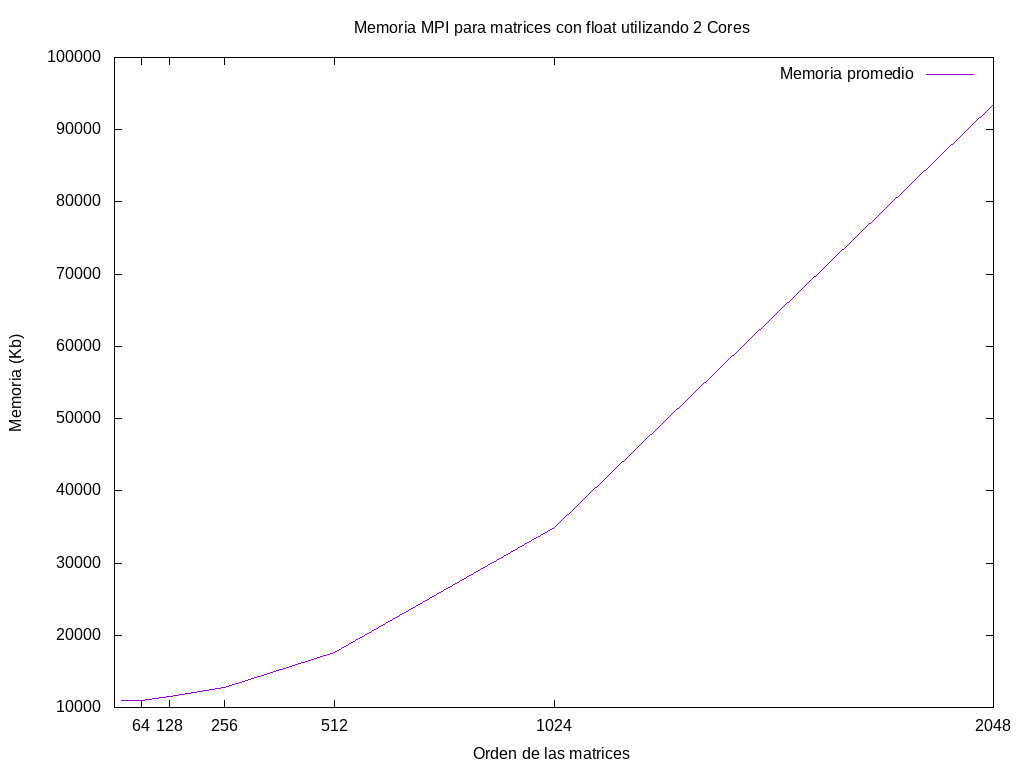 Memoria MPI para matrices con float utilizando 2 Cores
Memoria promedio
100000
90000
80000
70000
60000
50000
40000
30000
20000
10000
Memoria (Kb)
64 128 256 512 1024 2048
Orden de las matrices